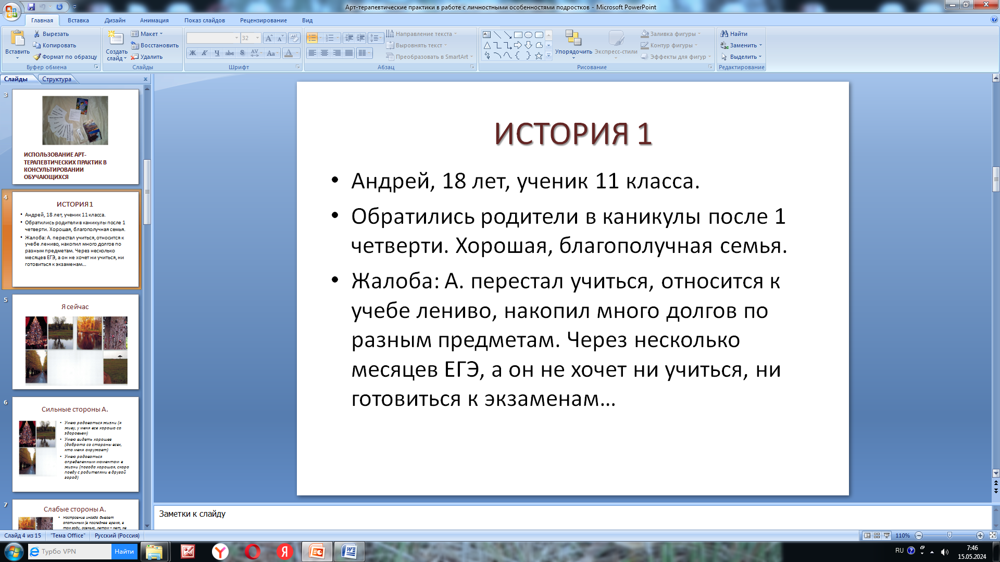 Арт-терапевтические практики в работе с личностными особенностями подростков - Microsoft PowerPoint
Главная
Вставка
Дизайн
Анимация
Показ слайдов
Рецензирование
Вид
Вставить
Вырезать
Копировать
Формат по образцу
Буфер обмена
Создать
слайд
Макет
Восстановить
Удалить
Слайды
32
Ж К Ч abc S AV Aa A
Шрифт
Направление текста
Выровнять текст
Преобразовать в SmartArt
Абзац
Упорядочить
Экспресс-стили
Заливка фигуры
Контур фигуры
Эффекты для фигур
Рисование
Найти
Заменить
Выделить
Редактирование
Слайды
Структура
3
ИСПОЛЬЗОВАНИЕ АРТ-
ТЕРАПЕВТИЧЕСКИХ ПРАКТИК В
КОНСУЛЬТИРОВАНИИ
ОБУЧАЮЩИХСЯ
4
ИСТОРИЯ 1
• Андрей, 18 лет, ученик 11 класса.
• Обратились родители в каникулы после 1
четверти. Хорошая, благополучная семья.
• Жалоба: А. перестал учиться, относится к
учебе лениво, накопил много долгов по
разным предметам. Через несколько
месяцев ЕГЭ, а он не хочет ни учиться, ни
готовиться к экзаменам...
5
Я сейчас
6
Сильные стороны А.
• Умею радоваться жизни (я
живу, у меня все хорошо со
здоровьем)
• Умею видеть хорошее
(доброта со стороны всех,
кто меня окружает)
• Умею радоваться
определенным моментам в
жизни (погода хорошая, скоро
поеду с родителями в другой
город)
7
Слабые стороны А.
• Настроение иногда бывает
апатичным (в последнее время, в
том году, осенью, летом – нет, не
ИСТОРИЯ 1
• Андрей, 18 лет, ученик 11 класса.
• Обратились родители в каникулы после 1
четверти. Хорошая, благополучная семья.
• Жалоба: А. перестал учиться, относится к
учебе лениво, накопил много долгов по
разным предметам. Через несколько
месяцев ЕГЭ, а он не хочет ни учиться, ни
готовиться к экзаменам...
Заметки к слайду
Слайд 4 из 15
"Тема Office"
Русский (Россия)
110%
Турбо VPN
Найти
RU
7:46
15.05.2024